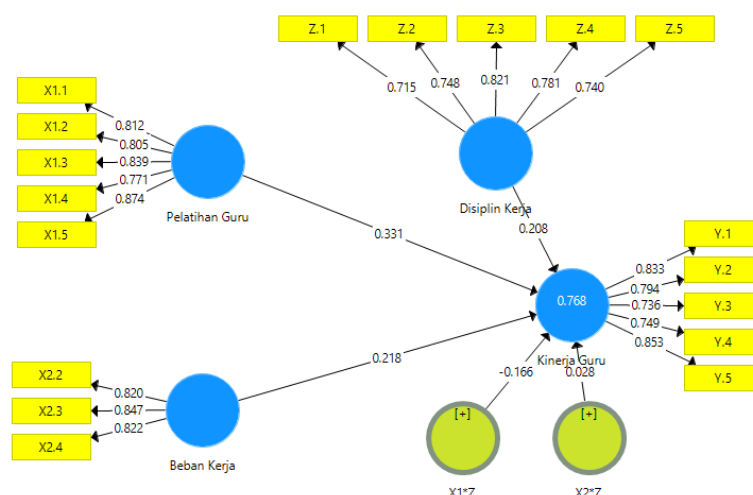 Z.1 Z.2 Z.3 Z.4 Z.5
0.715 0.748 0.821 0.781 0.740
X1.1
X1.2
X1.3
X1.4
X1.5
0.812
0.805
0.839
0.771
0.874
Pelatihan Guru
Disiplin Kerja
0.331
0.208
0.768
Kinerja Guru
0.833
0.794
0.736
0.749
0.853
Y.1
Y.2
Y.3
Y.4
Y.5
X2.2
X2.3
X2.4
0.820
0.847
0.822
Beban Kerja
0.218
-0.166
0.028
[+]
[+]
X1*Z
X2*Z